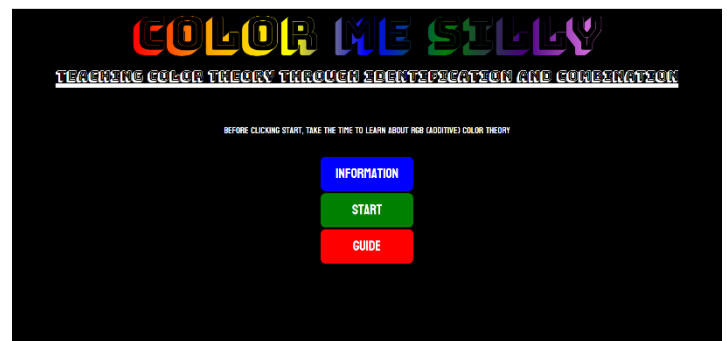 COLOR ME SILLY
TEACHING COLOR THEORY THROUGH IDENTIFICATION AND COMBINATION
BEFORE CLICKING START, TAKE THE TIME TO LEARN ABOUT RGB (ADDITIVE) COLOR THEORY
INFORMATION
START
GUIDE